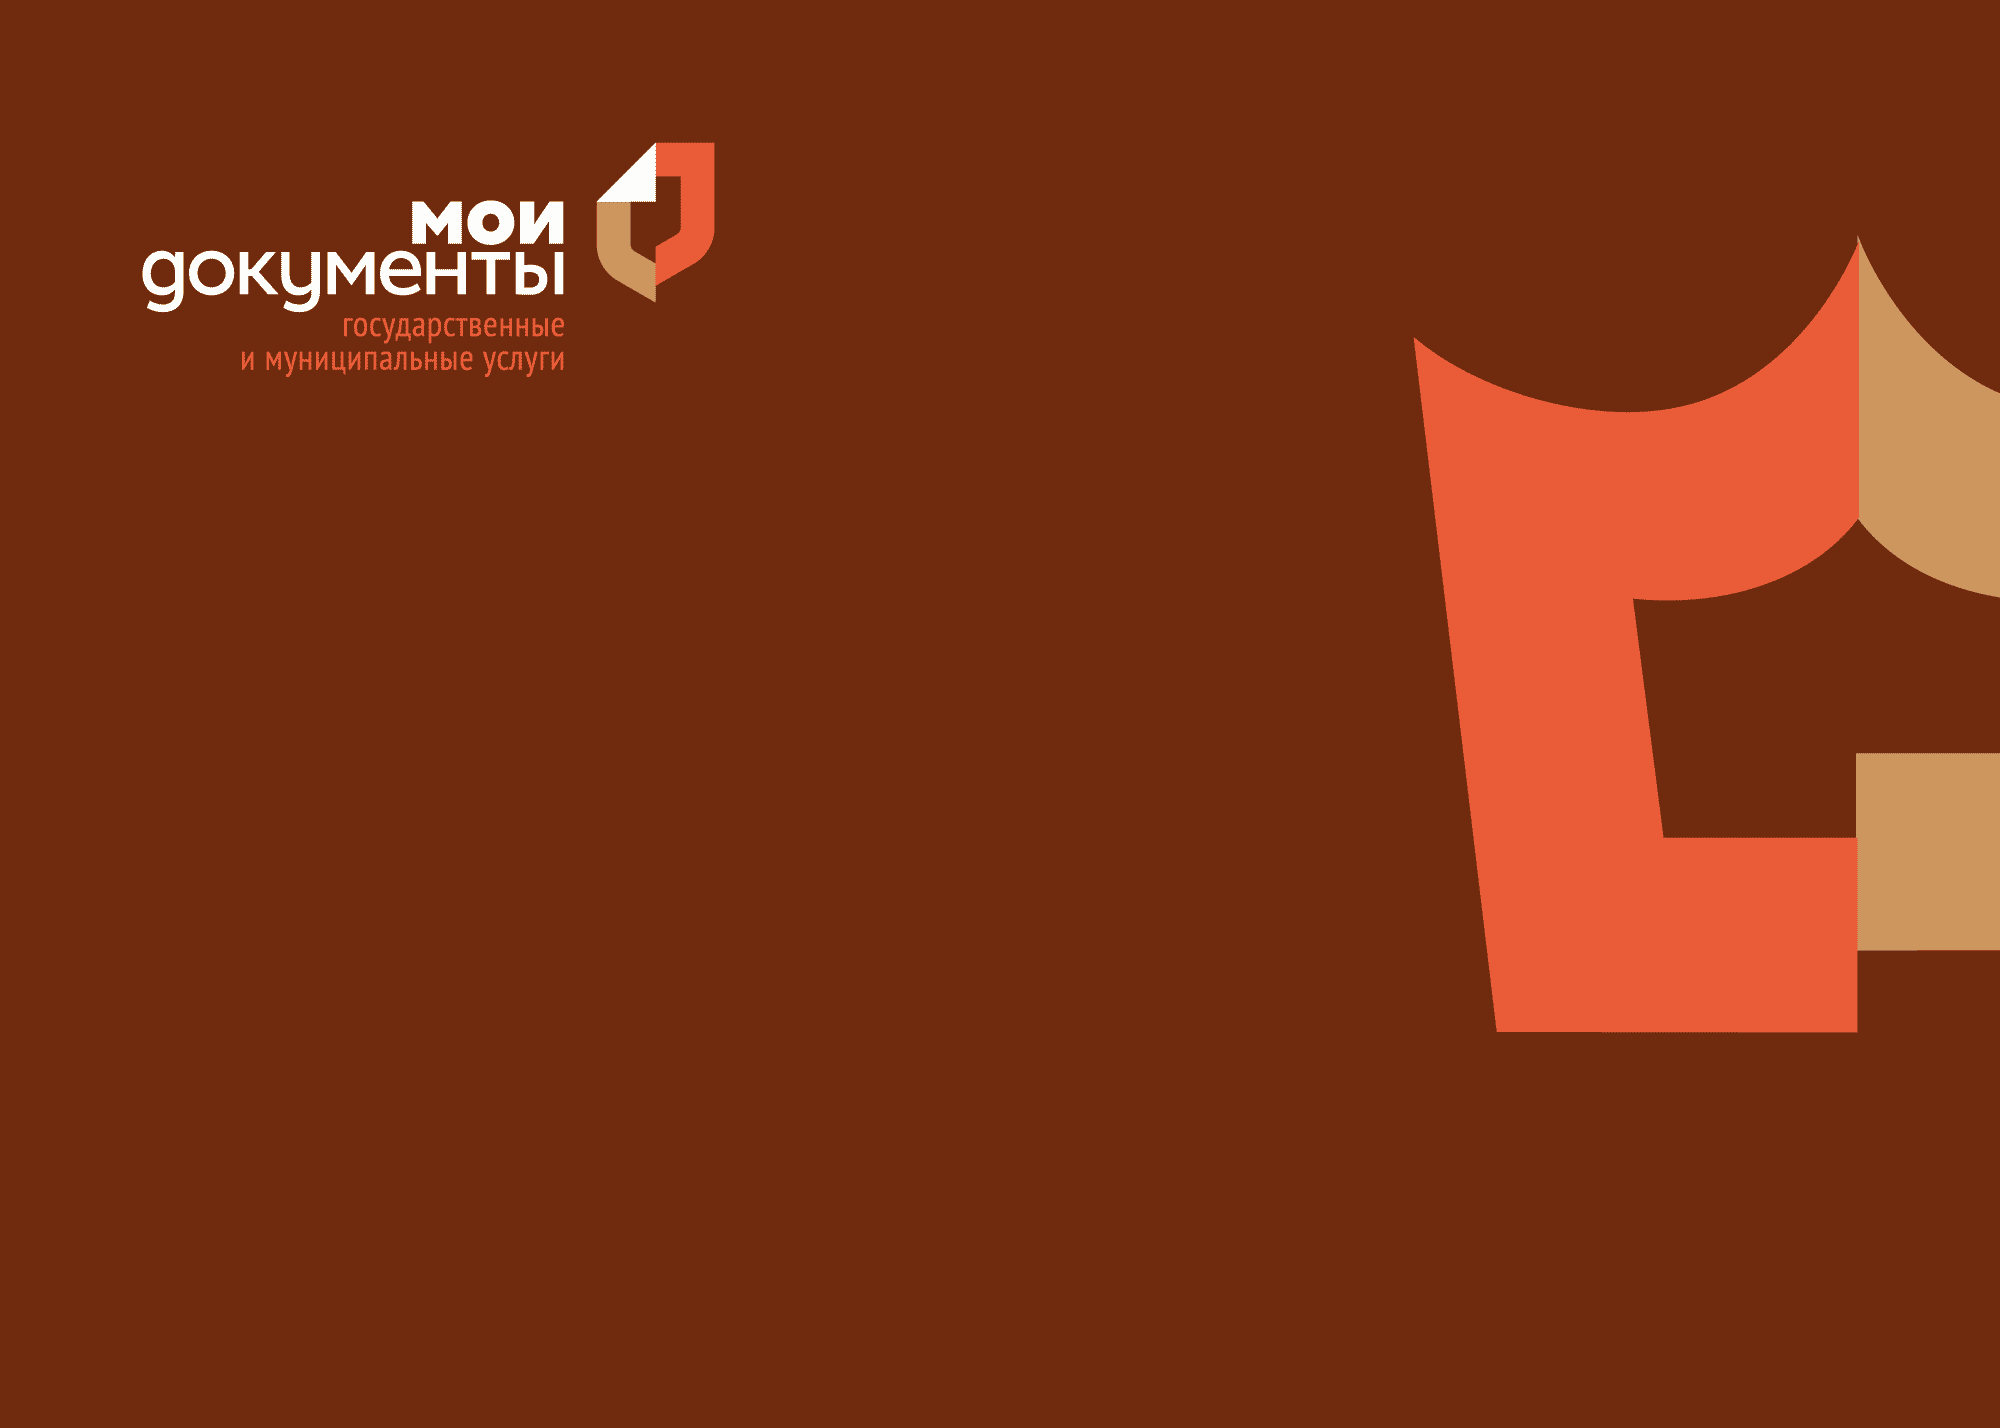 мои
документы
государственные
и муниципальные услуги